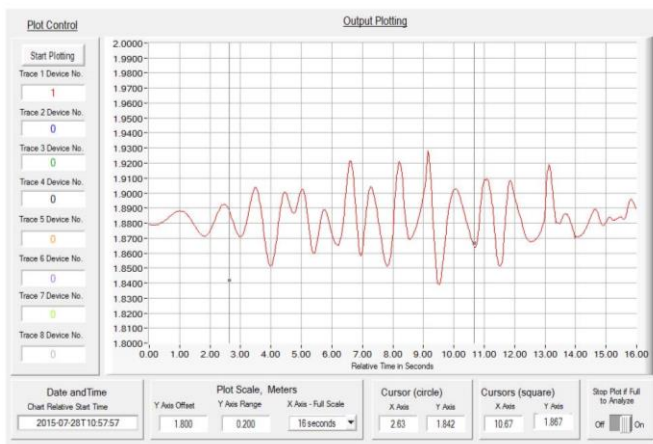 Plot Control
Output Plotting
Start Plotting
Trace 1 Device No.
1
Trace 2 Device No.
0
Trace 3 Device No.
0
Trace 4 Device No.
0
Trace 5 Device No.
0
Trace 6 Device No.
0
Trace 7 Device No.
0
Trace 8 Device No.
0
2.0000
1.9900
1.9800
1.9700
1.9600
1.9500
1.9400
1.9300
1.9200
1.9100
1.9000
1.8900
1.8800
1.8700
1.8600
1.8500
1.8400
1.8300
1.8200
1.8100
1.8000
0.00 1.00 2.00 3.00 4.00 5.00 6.00 7.00 8.00 9.00 10.00 11.00 12.00 13.00 14.00 15.00 16.00
Relative Time in Seconds
Date andTime
Chart Relative Start Time
2015-07-28T10:57:57
Plot Scale, Meters
Y Axis Offset Y Axis Range X Axis - Full Scale
1.800 0.200 16 seconds
Cursor (circle)
X Axis Y Axis
2.63 1.842
Cursors (square)
X Axis Y Axis
10.67 1.867
Stop Plot if Full
to Analyze
Off On